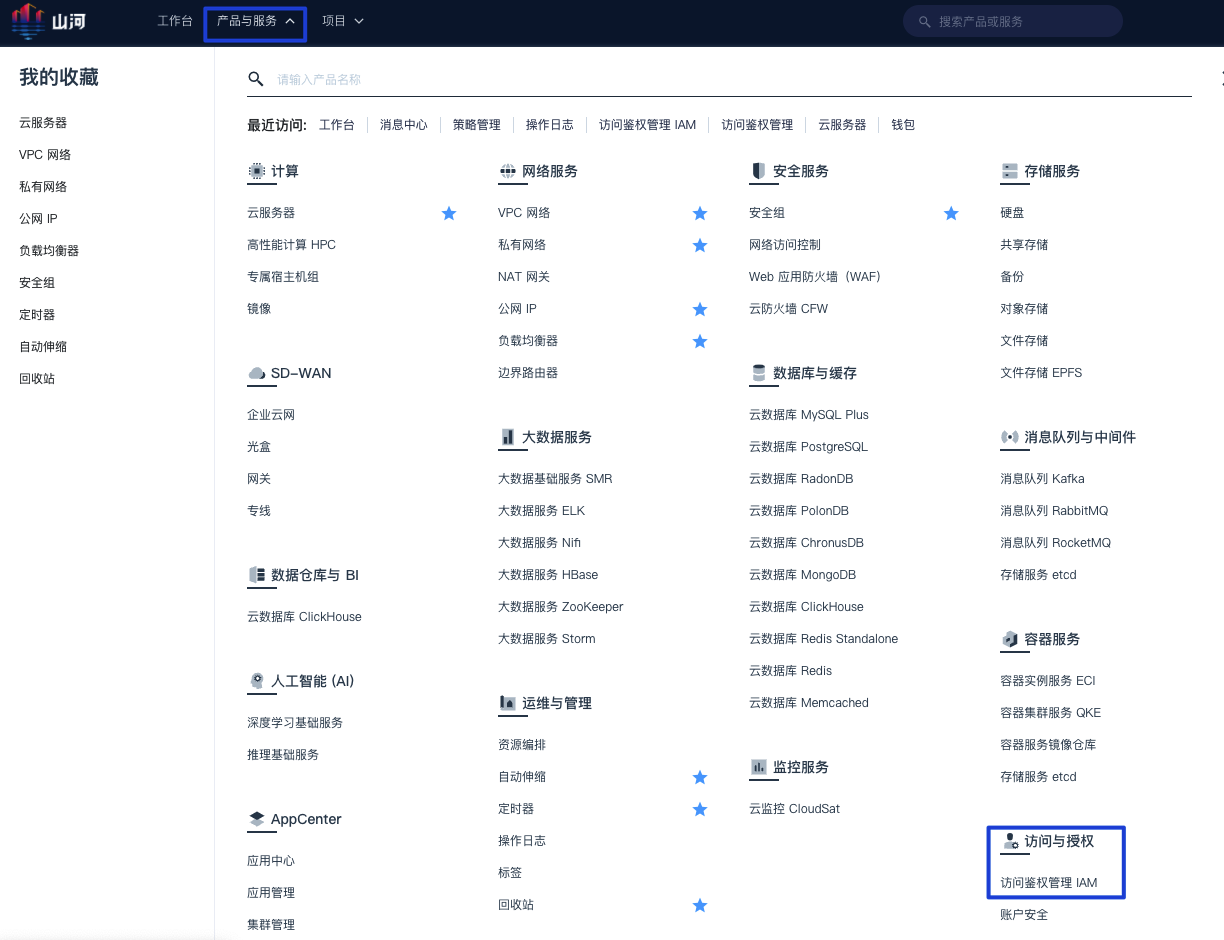 山河
工作台
产品与服务
项目
搜索产品或服务
我的收藏
云服务器
VPC 网络
私有网络
公网 IP
负载均衡器
安全组
定时器
自动伸缩
回收站
请输入产品名称
最近访问: 工作台 消息中心 策略管理 操作日志 访问鉴权管理 IAM 访问鉴权管理 云服务器 钱包
计算
云服务器
高性能计算 HPC
专属宿主机组
镜像
SD-WAN
企业云网
光盒
网关
专线
数据仓库与 BI
云数据库 ClickHouse
人工智能 (AI)
深度学习基础服务
推理基础服务
AppCenter
应用中心
应用管理
集群管理
网络服务
VPC 网络
私有网络
NAT 网关
公网 IP
负载均衡器
边界路由器
大数据服务
大数据基础服务 SMR
大数据服务 ELK
大数据服务 Nifi
大数据服务 HBase
大数据服务 ZooKeeper
大数据服务 Storm
运维与管理
资源编排
自动伸缩
定时器
操作日志
标签
回收站
安全服务
安全组
网络访问控制
Web 应用防火墙（WAF）
云防火墙 CFW
数据库与缓存
云数据库 MySQL Plus
云数据库 PostgreSQL
云数据库 RadonDB
云数据库 PolonDB
云数据库 ChronusDB
云数据库 MongoDB
云数据库 ClickHouse
云数据库 Redis Standalone
云数据库 Redis
云数据库 Memcached
监控服务
云监控 CloudSat
存储服务
硬盘
共享存储
备份
对象存储
文件存储
文件存储 EPFS
消息队列与中间件
消息队列 Kafka
消息队列 RabbitMQ
消息队列 RocketMQ
存储服务 etcd
容器服务
容器实例服务 ECI
容器集群服务 QKE
容器服务镜像仓库
存储服务 etcd
访问与授权
访问鉴权管理 IAM
账户安全